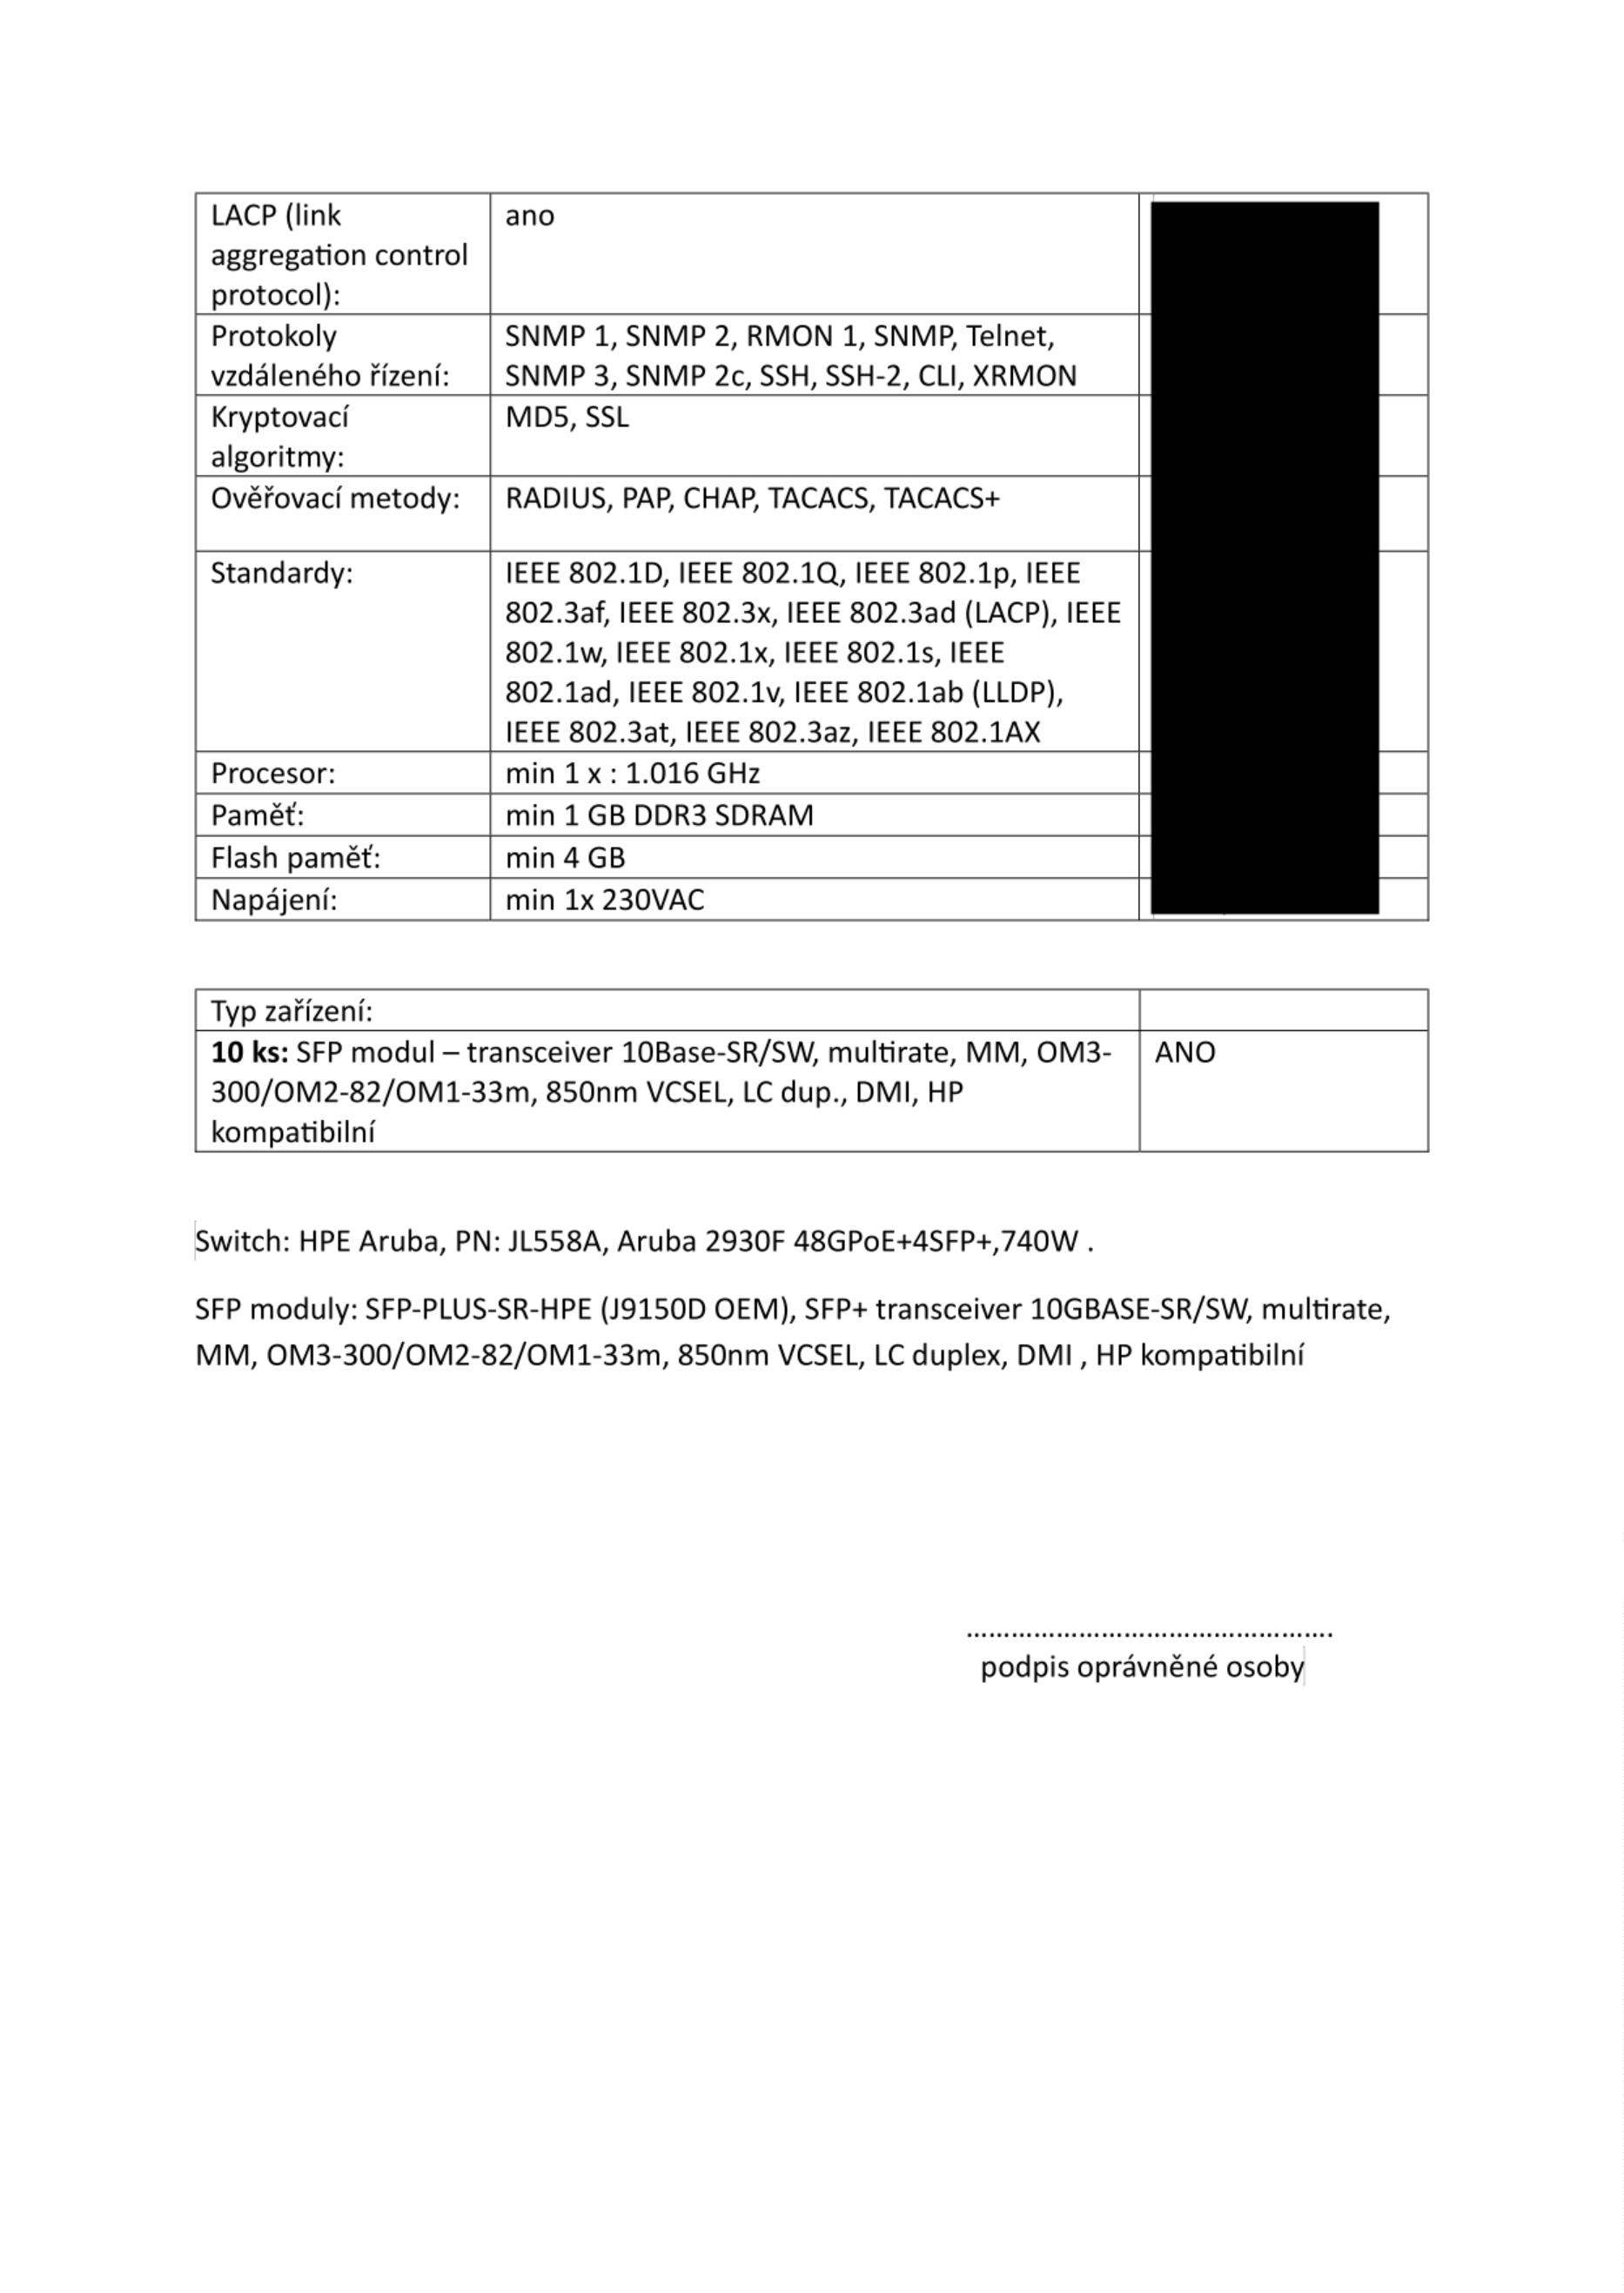 LACP (link
aggregation control
protocol):
ano
Protokoly
vzdáleného řízení:
SNMP 1, SNMP 2, RMON 1, SNMP, Telnet,
SNMP 3, SNMP 2c, SSH, SSH-2, CLI, XRMON
Kryptovací
algoritmy:
MD5, SSL
Ověřovací metody:
RADIUS, PAP, CHAP, TACACS, TACACS+
Standardy:
IEEE 802.1D, IEEE 802.1Q, IEEE 802.1p, IEEE
802.3af, IEEE 802.3x, IEEE 802.3ad (LACP), IEEE
802.1w, IEEE 802.1x, IEEE 802.1s, IEEE
802.1ad, IEEE 802.1v, IEEE 802.1ab (LLDP),
IEEE 802.3at, IEEE 802.3az, IEEE 802.1AX
Procesor:
min 1 x : 1.016 GHz
Paměť:
min 1 GB DDR3 SDRAM
Flash paměť:
min 4 GB
Napájení:
min 1x 230VAC
Typ zařízení:
10 ks: SFP modul – transceiver 10Base-SR/SW, multirate, MM, OM3-
300/OM2-82/OM1-33m, 850nm VCSEL, LC dup., DMI, HP
kompatibilní
ANO
Switch: HPE Aruba, PN: JL558A, Aruba 2930F 48GPoE+4SFP+,740W .
SFP moduly: SFP-PLUS-SR-HPE (J9150D OEM), SFP+ transceiver 10GBASE-SR/SW, multirate,
MM, OM3-300/OM2-82/OM1-33m, 850nm VCSEL, LC duplex, DMI , HP kompatibilní
………………………………………….
podpis oprávněné osoby